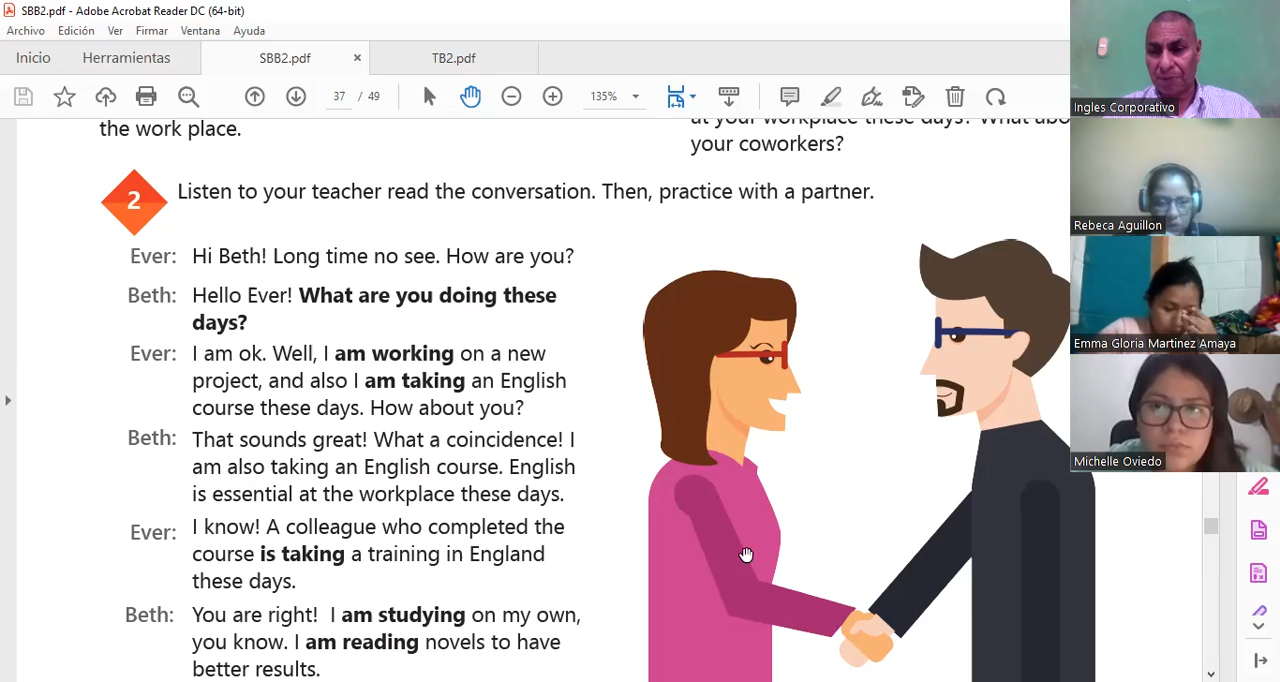 SBB2.pdf - Adobe Acrobat Reader DC (64-bit)
Archivo Edición Ver Firmar Ventana Ayuda
Inicio Herramientas SBB2.pdf × TB2.pdf
37 / 49 135%
the work place.
at your workplace these days? What abo
your coworkers?
2 Listen to your teacher read the conversation. Then, practice with a partner.
Ever: Hi Beth! Long time no see. How are you?
Beth: Hello Ever! What are you doing these
days?
Ever: I am ok. Well, I am working on a new
project, and also I am taking an English
course these days. How about you?
Beth: That sounds great! What a coincidence! I
am also taking an English course. English
is essential at the workplace these days.
Ever: I know! A colleague who completed the
course is taking a training in England
these days.
Beth: You are right! I am studying on my own,
you know. I am reading novels to have
better results.
Ingles Corporativo
Rebeca Aguillon
Emma Gloria Martinez Amaya
Michelle Oviedo